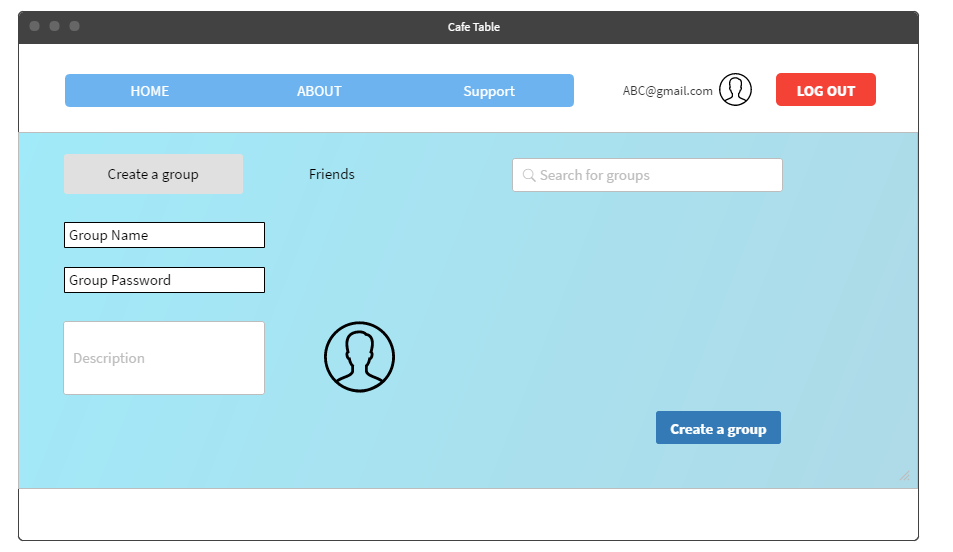 Cafe Table
HOME ABOUT Support ABC@gmail.com LOG OUT
Create a group Friends Search for groups
Group Name
Group Password
Description
Create a group